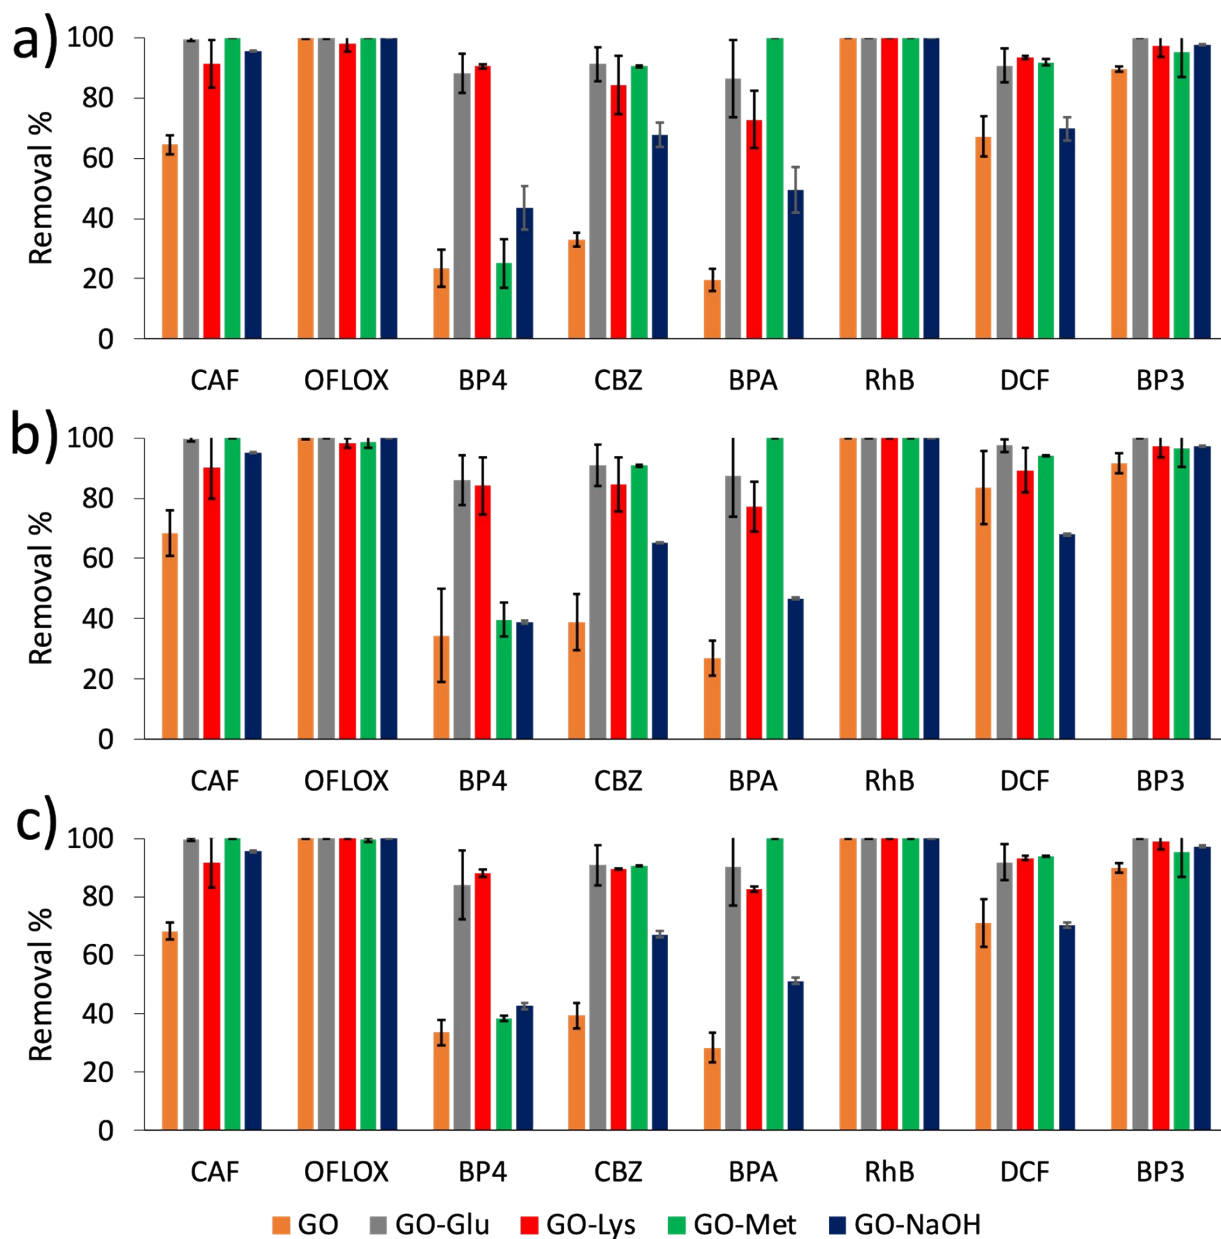 a)
Removal %
100
80
60
40
20
0
CAF OFLOX BP4 CBZ BPA RhB DCF BP3
b)
Removal %
100
80
60
40
20
0
CAF OFLOX BP4 CBZ BPA RhB DCF BP3
c)
Removal %
100
80
60
40
20
0
CAF OFLOX BP4 CBZ BPA RhB DCF BP3
GO GO-Glu GO-Lys GO-Met GO-NaOH